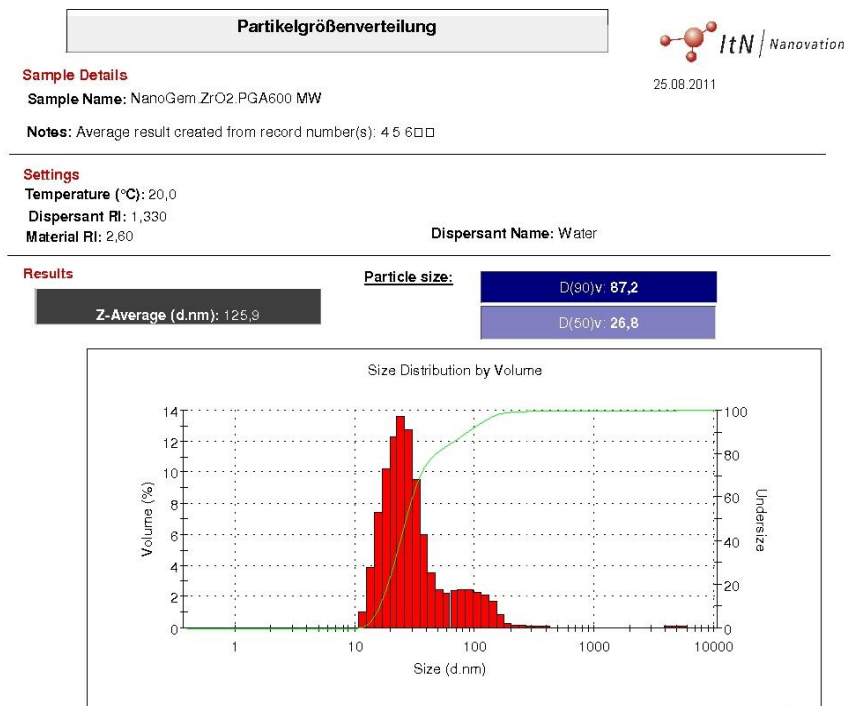 Partikelgrößenverteilung
ItN Nanovation
25.08.2011
Sample Details
Sample Name: NanoGem.ZrO2.PGA600 MW
Notes: Average result created from record number(s): 4 5 6□□
Settings
Temperature (°C): 20,0
Dispersant RI: 1,330
Material RI: 2,60
Dispersant Name: Water
Results
Particle size:
D(90)v: 87,2
Z-Average (d.nm): 125,9
D(50)v: 26,8
Size Distribution by Volume
14
12
10
8
6
4
2
0
Volume (%)
100
80
60
40
20
0
Undersize
1 10 100 1000 10000
Size (d.nm)